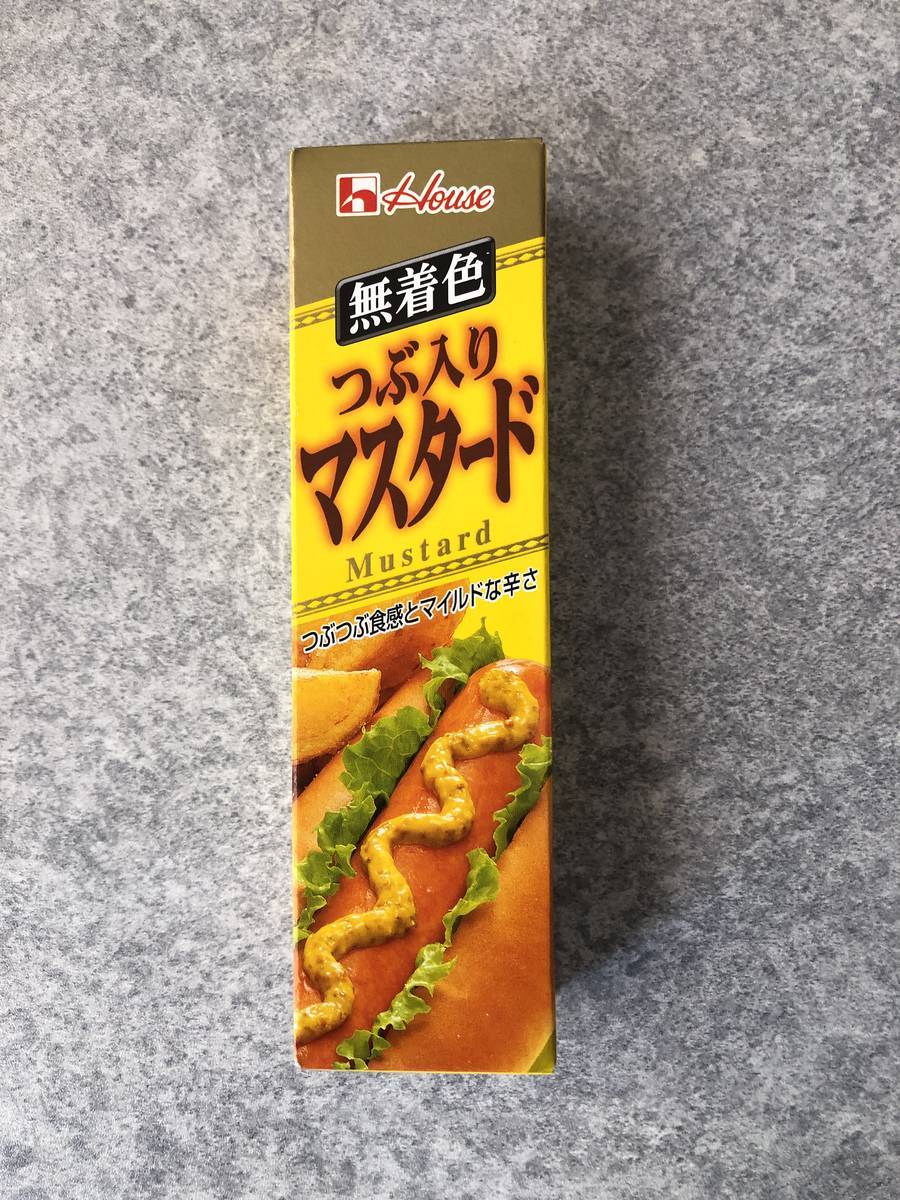 House
無着色
つぶ入り
マスタード
Mustard
つぶつぶ食感とマイルドな辛さ